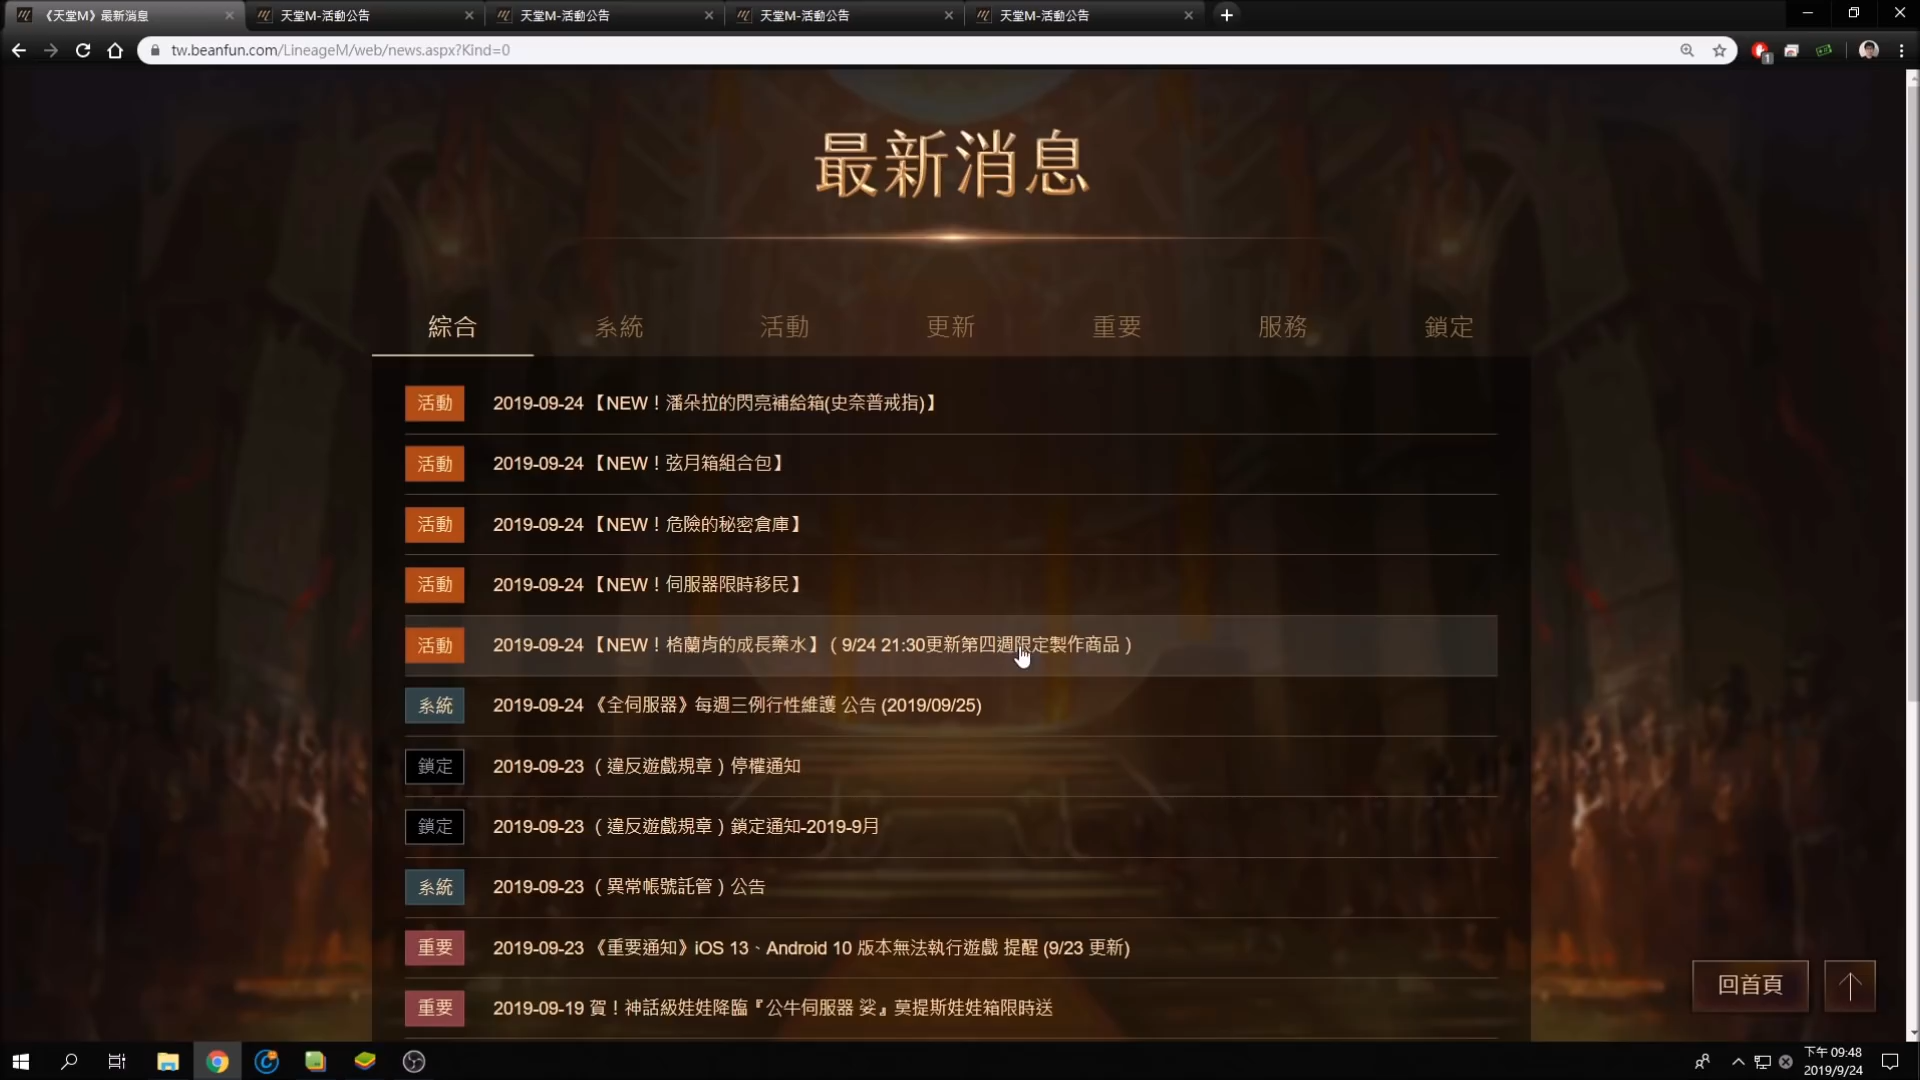 《天堂M》最新消息
天堂M-活動公告
天堂M-活動公告
天堂M-活動公告
天堂M-活動公告
tw.beanfun.com/LineageM/web/news.aspx?Kind=0
1
最新消息
綜合 系統 活動 更新 重要 服務 鎖定
活動 2019-09-24 【NEW！潘朵拉的閃亮補給箱(史奈普戒指)】
活動 2019-09-24 【NEW！弦月箱組合包】
活動 2019-09-24 【NEW！危險的秘密倉庫】
活動 2019-09-24 【NEW！伺服器限時移民】
活動 2019-09-24 【NEW！格蘭肯的成長藥水】（9/24 21:30更新第四週限定製作商品）
系統 2019-09-24 《全伺服器》每週三例行性維護 公告 (2019/09/25)
鎖定 2019-09-23 （違反遊戲規章）停權通知
鎖定 2019-09-23 （違反遊戲規章）鎖定通知-2019-9月
系統 2019-09-23 （異常帳號託管）公告
重要 2019-09-23 《重要通知》iOS 13、Android 10 版本無法執行遊戲 提醒 (9/23 更新)
重要 2019-09-19 賀！神話級娃娃降臨『公牛伺服器 娑』莫提斯娃娃箱限時送
回首頁
下午 09:48
2019/9/24